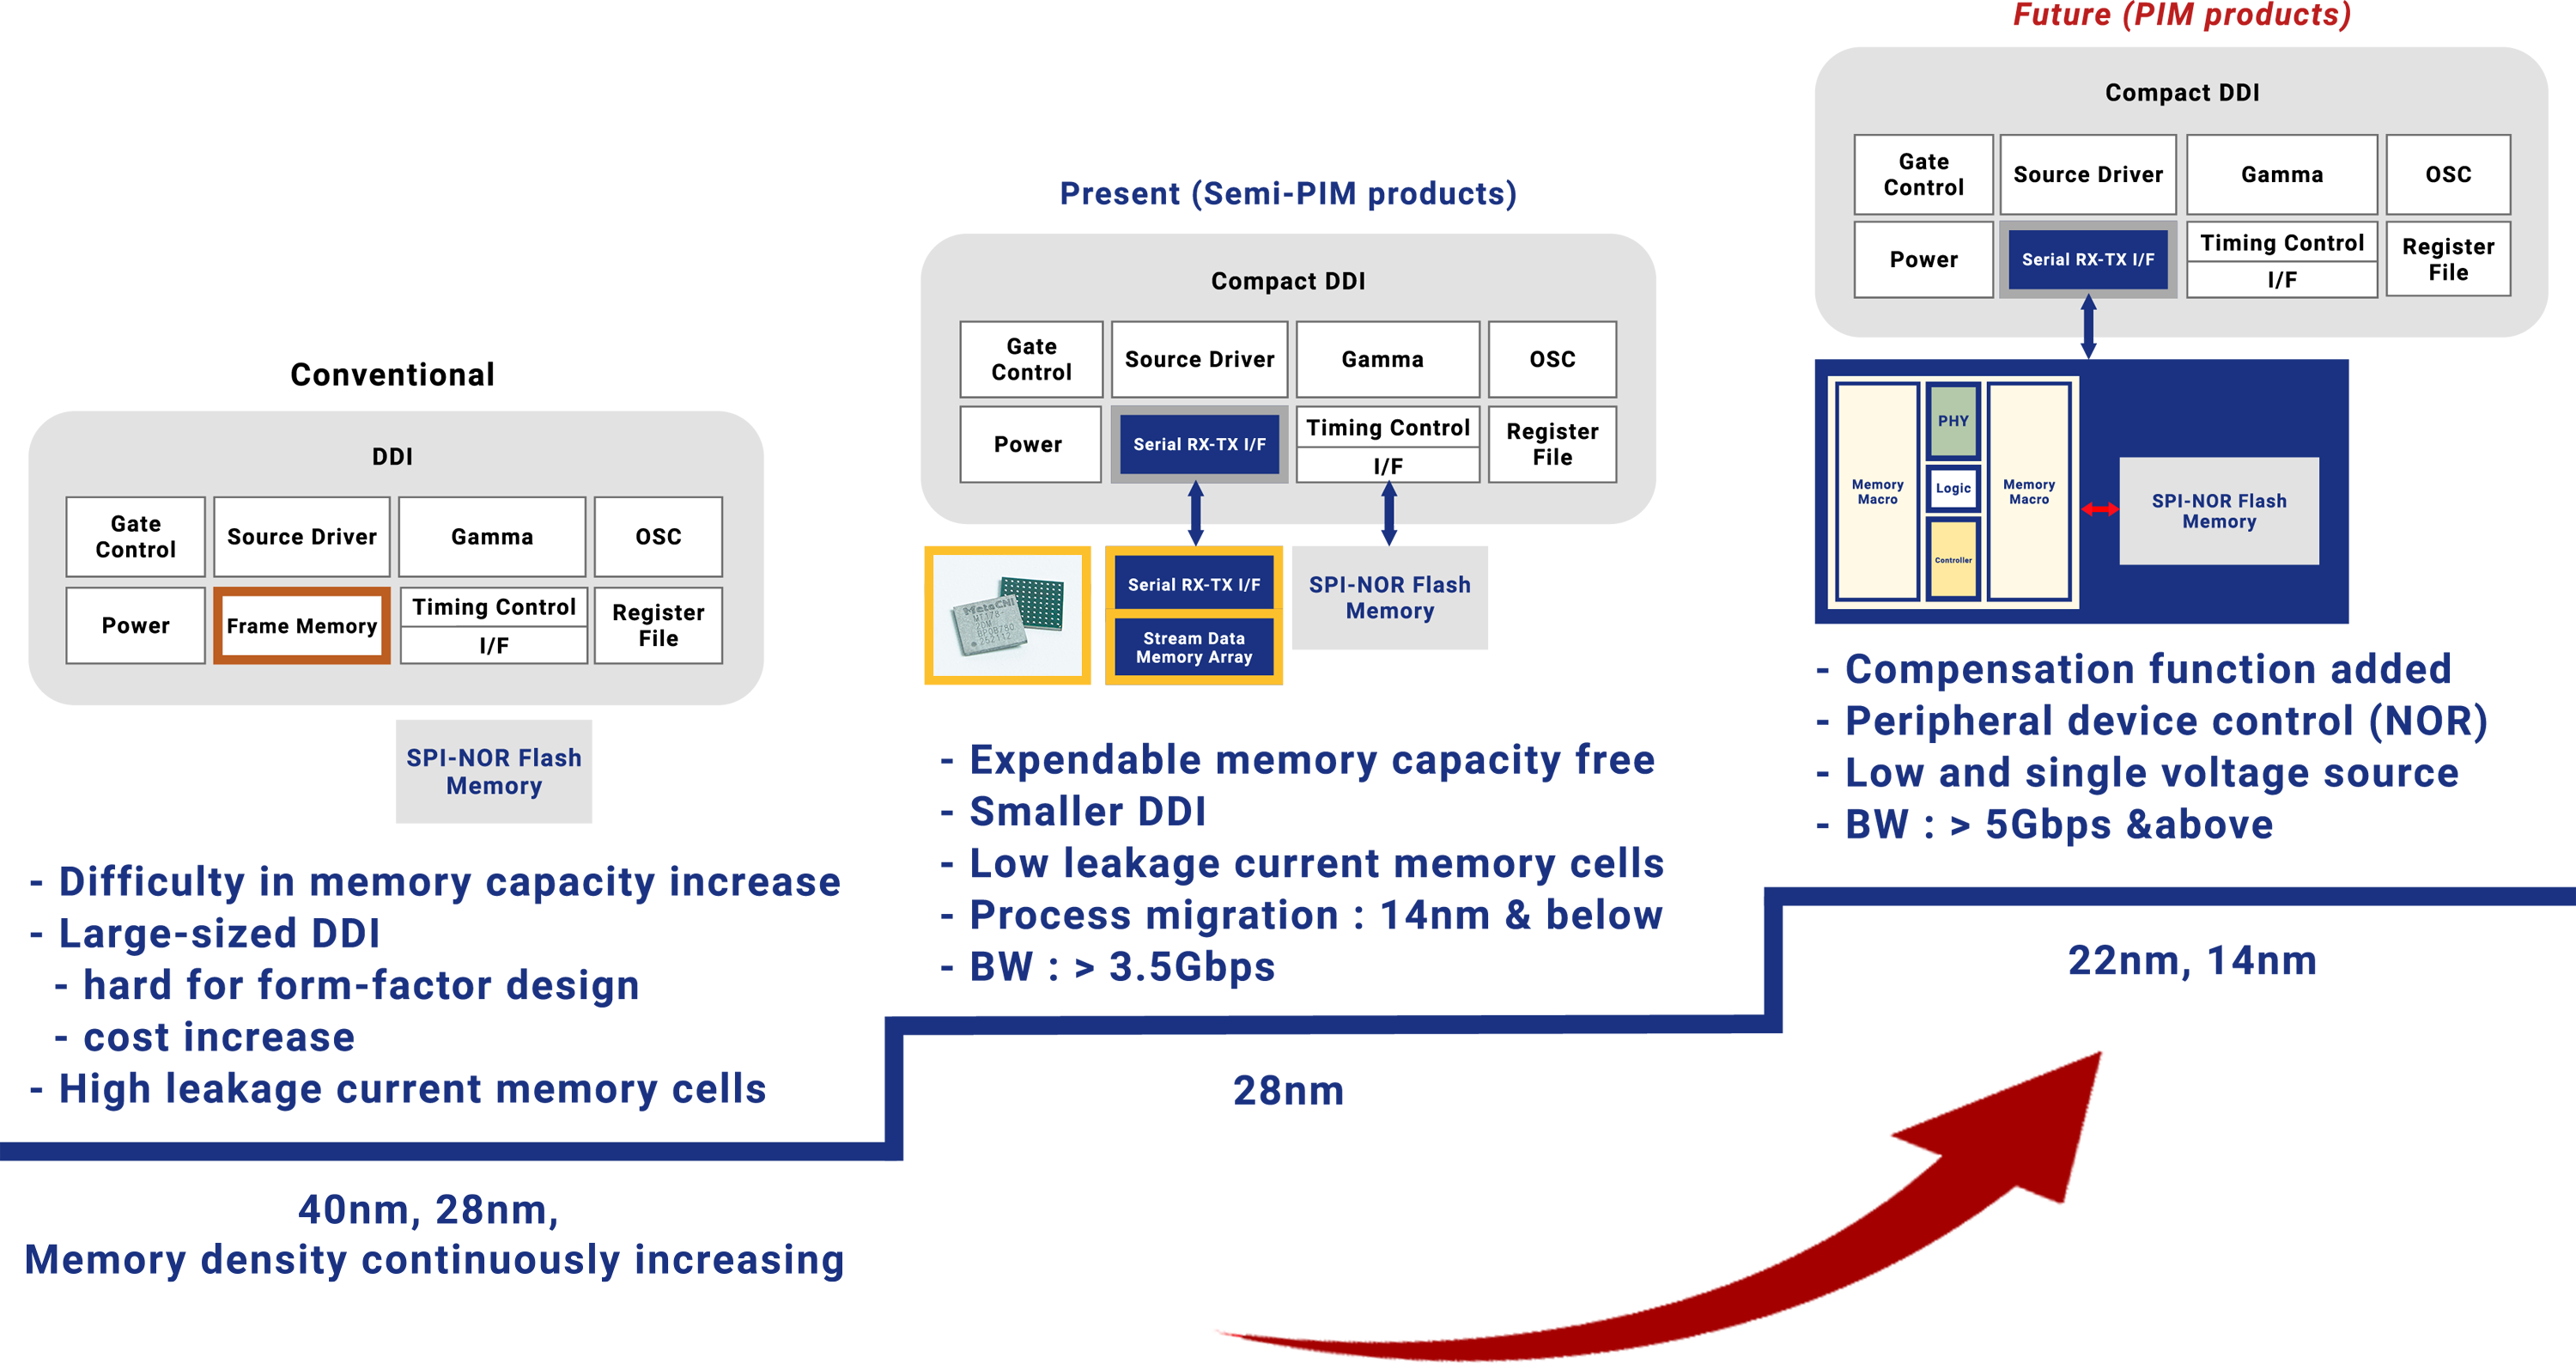 Conventional
DDI
Gate
Control
Source Driver
Gamma
OSC
Power
Frame Memory
Timing Control
I/F
Register
File
SPI-NOR Flash
Memory
- Difficulty in memory capacity increase
- Large-sized DDI
- hard for form-factor design
- cost increase
- High leakage current memory cells
40nm, 28nm,
Memory density continuously increasing
Present (Semi-PIM products)
Compact DDI
Gate
Control
Source Driver
Gamma
OSC
Power
Serial RX-TX I/F
Timing Control
I/F
Register
File
MetaCNI
Serial RX-TX I/F
Stream Data
Memory Array
SPI-NOR Flash
Memory
- Expendable memory capacity free
- Smaller DDI
- Low leakage current memory cells
- Process migration : 14nm & below
- BW : > 3.5Gbps
28nm
Future (PIM products)
Compact DDI
Gate
Control
Source Driver
Gamma
OSC
Power
Serial RX-TX I/F
Timing Control
I/F
Register
File
Memory
Macro
PHY
Logic
Controller
Memory
Macro
SPI-NOR Flash
Memory
- Compensation function added
- Peripheral device control (NOR)
- Low and single voltage source
- BW : > 5Gbps &above
22nm, 14nm